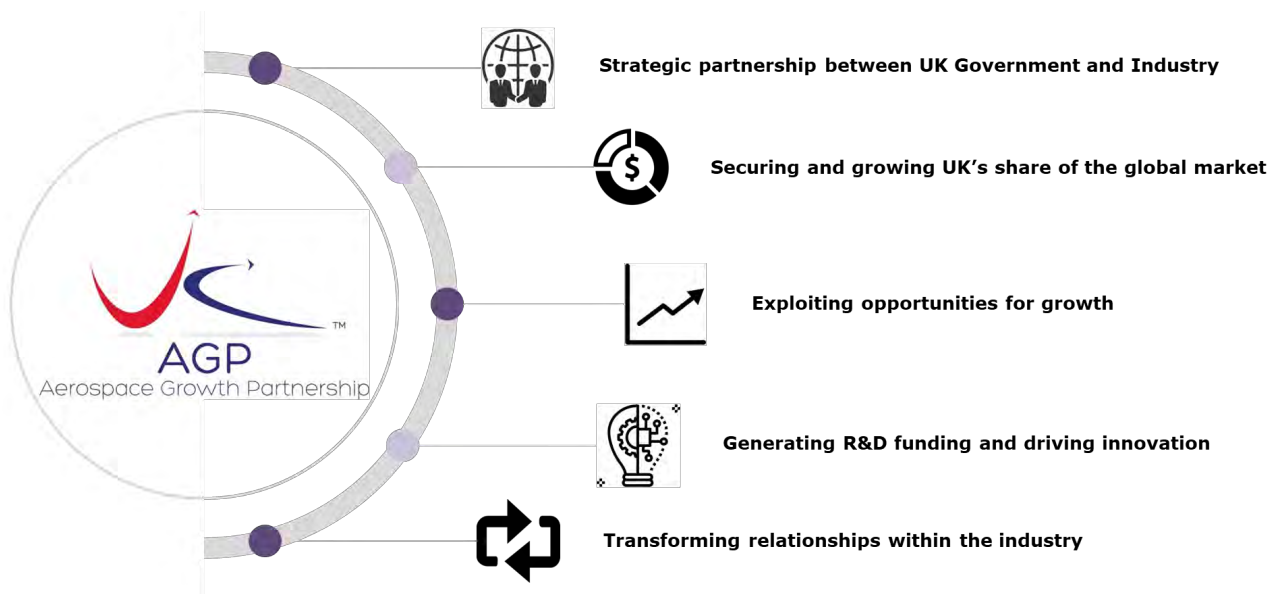 Strategic partnership between UK Government and Industry
$
Securing and growing UK’s share of the global market
Exploiting opportunities for growth
TM
AGP
Aerospace Growth Partnership
Generating R&D funding and driving innovation
Transforming relationships within the industry